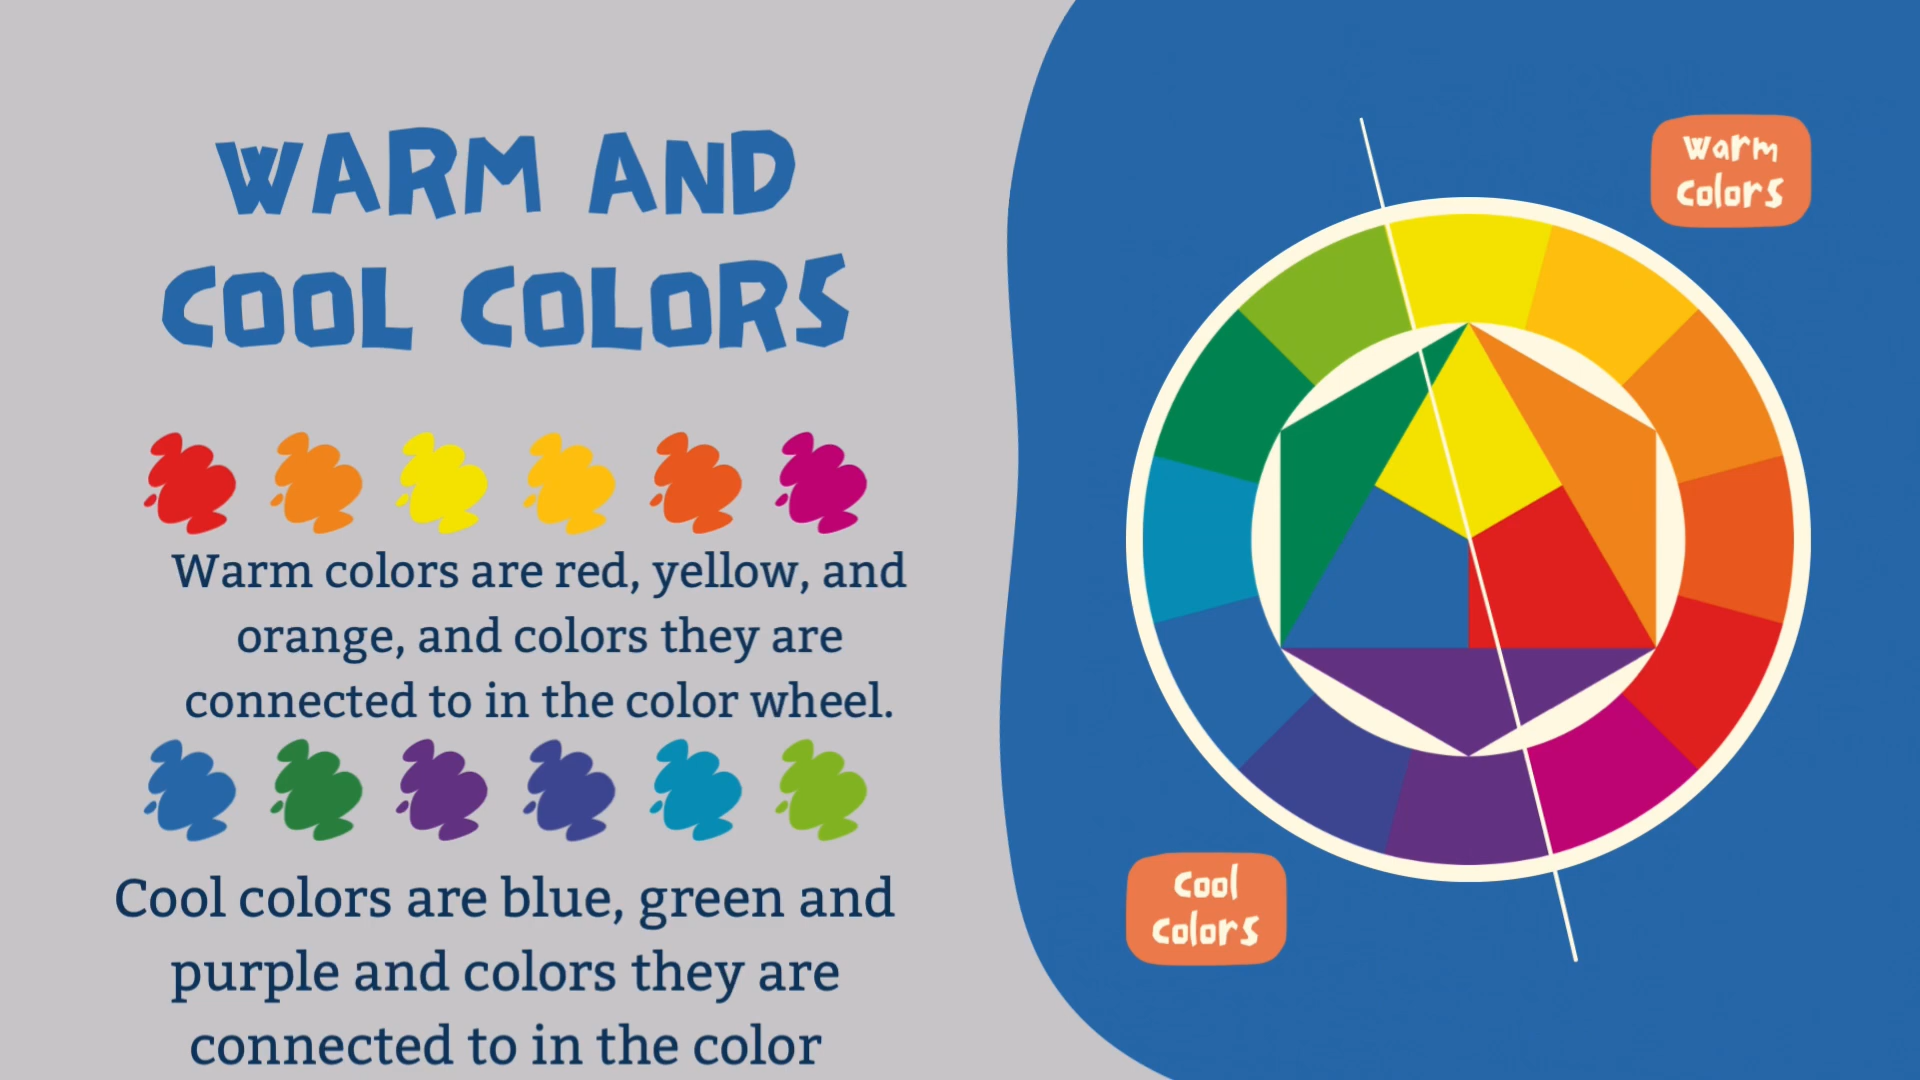 WARM AND
COOL COLORS
Warm colors are red, yellow, and
orange, and colors they are
connected to in the color wheel.
Cool colors are blue, green and
purple and colors they are
connected to in the color
Warm
Colors
Cool
Colors